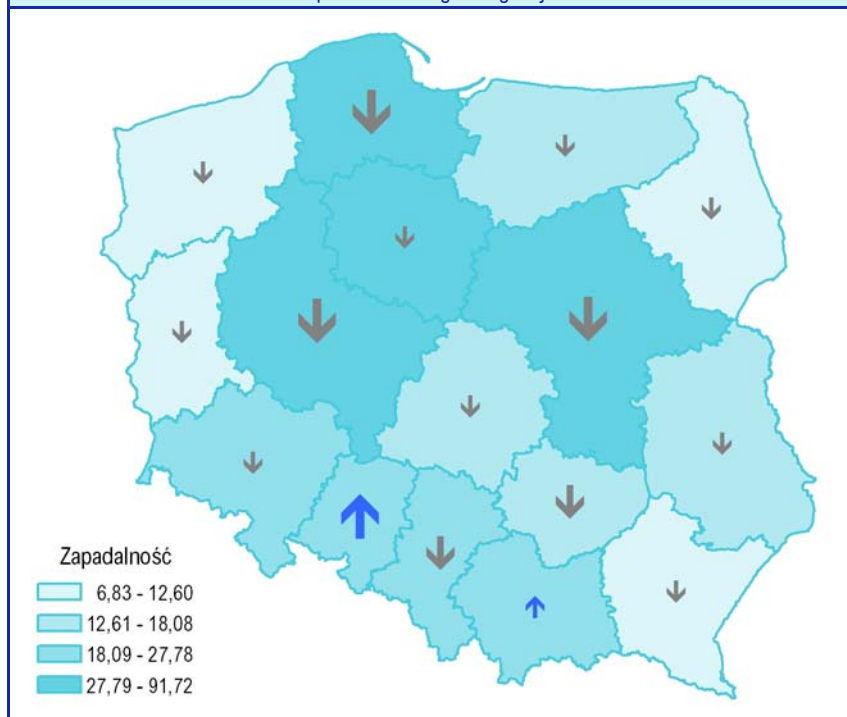 Zapadalność
6,83 - 12,60
12,61 - 18,08
18,09 - 27,78
27,79 - 91,72